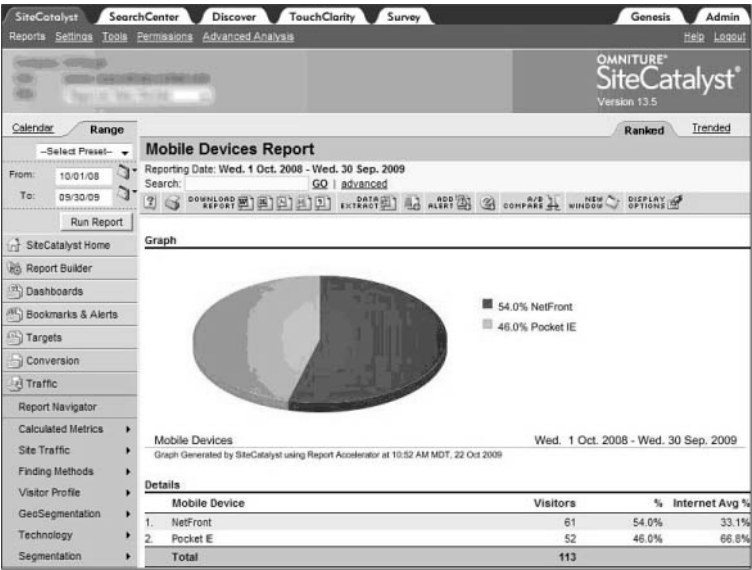 SiteCatalyst SearchCenter Discover TouchClarity Survey Genesis Admin
Reports Settings Tools Permissions Advanced Analysis Help Logout
OMNITURE®
SiteCatalyst®
Version 13.5
Calendar Range Ranked Trended
--Select Preset--
From: 10/01/08
To: 09/30/09
Run Report
SiteCatalyst Home
Report Builder
Dashboards
Bookmarks & Alerts
Targets
Conversion
Traffic
Report Navigator
Calculated Metrics
Site Traffic
Finding Methods
Visitor Profile
GeoSegmentation
Technology
Segmentation
Mobile Devices Report
Reporting Date: Wed. 1 Oct. 2008 - Wed. 30 Sep. 2009
Search: GO | advanced
DOWNLOAD REPORT DATA EXTRACT ADD ALERT A/B COMPARE NEW WINDOW DISPLAY OPTIONS
Graph
54.0% NetFront
46.0% Pocket IE
Mobile Devices Wed. 1 Oct. 2008 - Wed. 30 Sep. 2009
Graph Generated by SiteCatalyst using Report Accelerator at 10:52 AM MDT, 22 Oct 2009
Details
Mobile Device Visitors % Internet Avg %
1. NetFront 61 54.0% 33.1%
2. Pocket IE 52 46.0% 66.8%
Total 113